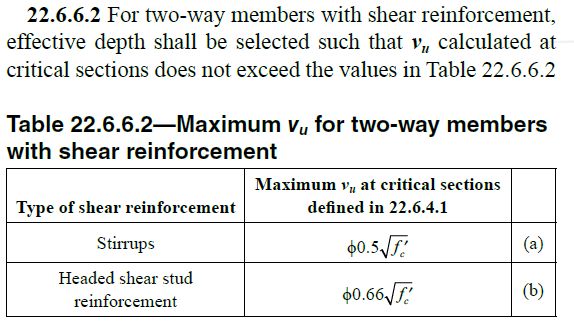 22.6.6.2 For two-way members with shear reinforcement,
effective depth shall be selected such that vᵤ calculated at
critical sections does not exceed the values in Table 22.6.6.2
Table 22.6.6.2—Maximum vᵤ for two-way members
with shear reinforcement
Type of shear reinforcement
Maximum vᵤ at critical sections
defined in 22.6.4.1
Stirrups
ϕ0.5√fc′
(a)
Headed shear stud
reinforcement
ϕ0.66√fc′
(b)